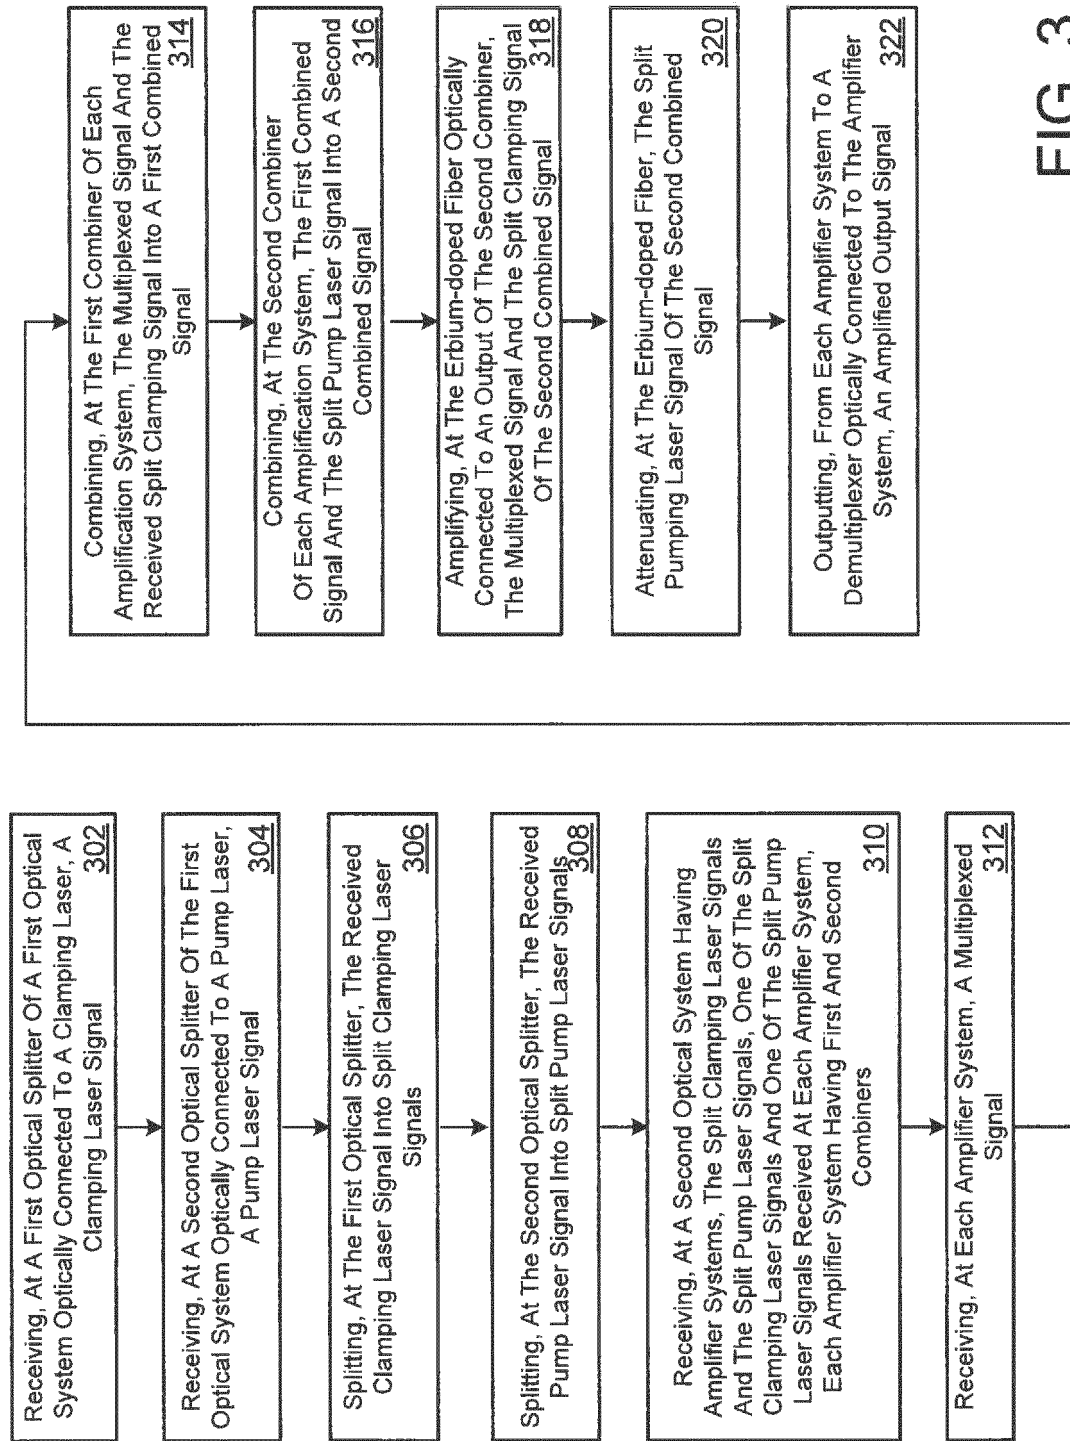 Receiving, At A First Optical Splitter Of A First Optical
System Optically Connected To A Clamping Laser, A
Clamping Laser Signal
302
Receiving, At A Second Optical Splitter Of The First
Optical System Optically Connected To A Pump Laser,
A Pump Laser Signal
304
Splitting, At The First Optical Splitter, The Received
Clamping Laser Signal Into Split Clamping Laser
Signals
306
Splitting, At The Second Optical Splitter, The Received
Pump Laser Signal Into Split Pump Laser Signals
308
Receiving, At A Second Optical System Having
Amplifier Systems, The Split Clamping Laser Signals
And The Split Pump Laser Signals, One Of The Split
Clamping Laser Signals And One Of The Split Pump
Laser Signals Received At Each Amplifier System,
Each Amplifier System Having First And Second
Combiners
310
Receiving, At Each Amplifier System, A Multiplexed
Signal
312
Combining, At The First Combiner Of Each
Amplification System, The Multiplexed Signal And The
Received Split Clamping Signal Into A First Combined
Signal
314
Combining, At The Second Combiner
Of Each Amplification System, The First Combined
Signal And The Split Pump Laser Signal Into A Second
Combined Signal
316
Amplifying, At The Erbium-doped Fiber Optically
Connected To An Output Of The Second Combiner,
The Multiplexed Signal And The Split Clamping Signal
Of The Second Combined Signal
318
Attenuating, At The Erbium-doped Fiber, The Split
Pumping Laser Signal Of The Second Combined
Signal
320
Outputting, From Each Amplifier System To A
Demultiplexer Optically Connected To The Amplifier
System, An Amplified Output Signal
322
FIG. 3